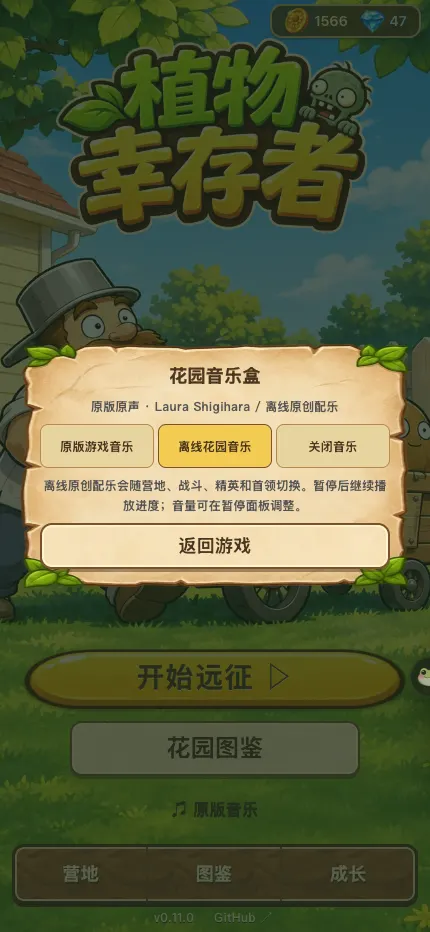 1566 47
植物
幸存者
花园音乐盒
原版原声 · Laura Shigihara / 离线原创配乐
原版游戏音乐 离线花园音乐 关闭音乐
离线原创配乐会随营地、战斗、精英和首领切换。暂停后继续播
放进度；音量可在暂停面板调整。
返回游戏
开始远征 ▷
花园图鉴
♫ 原版音乐
营地 图鉴 成长
v0.11.0 GitHub ↗